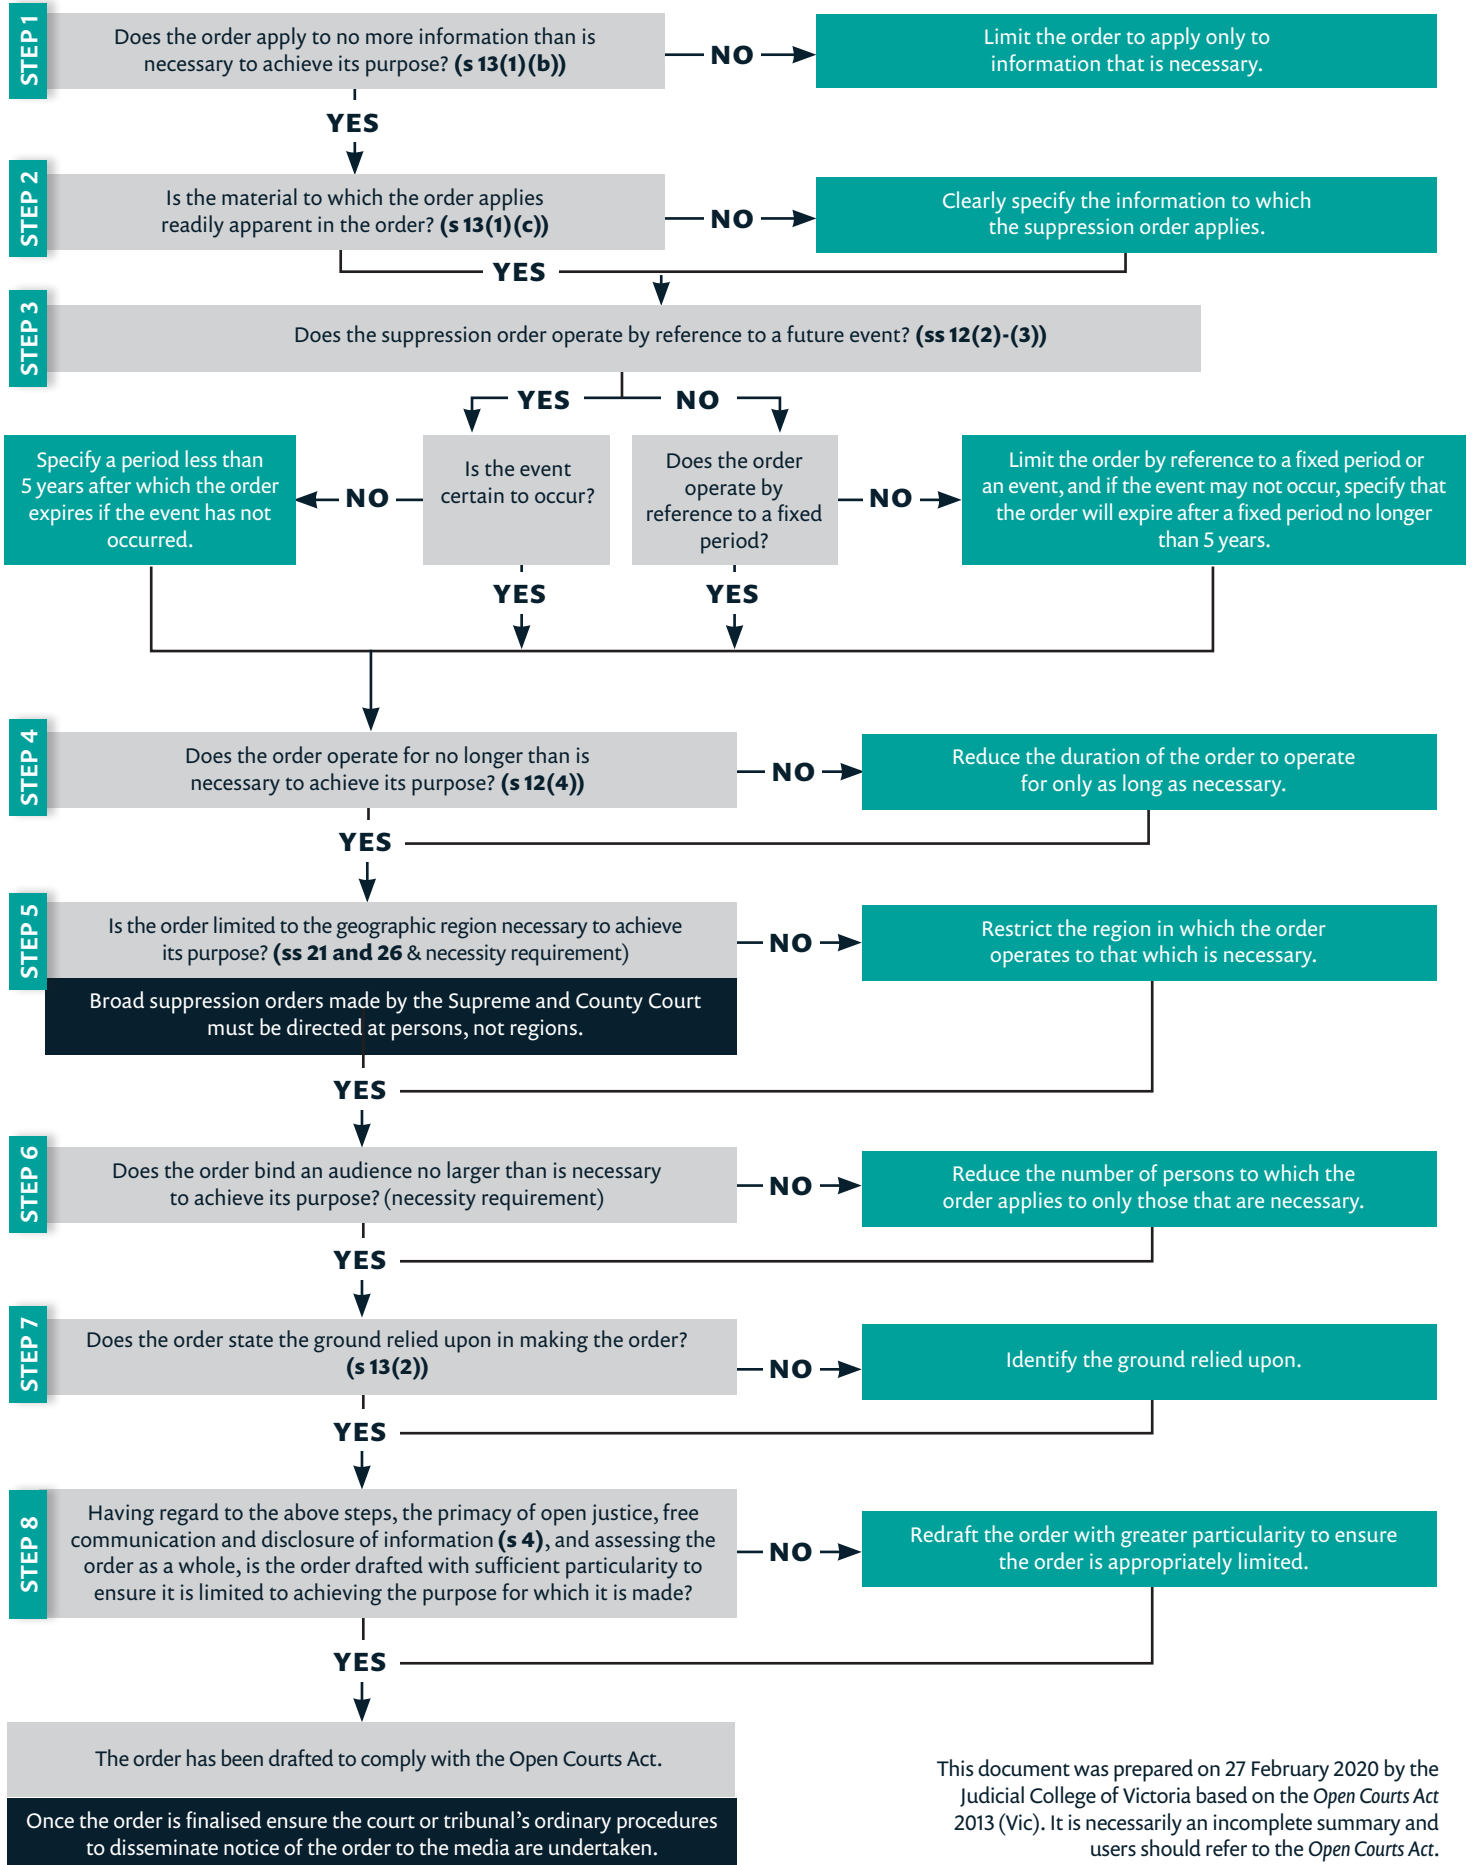 STEP 1
Does the order apply to no more information than is
necessary to achieve its purpose? (s 13(1)(b))
NO
Limit the order to apply only to
information that is necessary.
YES
STEP 2
Is the material to which the order applies
readily apparent in the order? (s 13(1)(c))
NO
Clearly specify the information to which
the suppression order applies.
YES
STEP 3
Does the suppression order operate by reference to a future event? (ss 12(2)-(3))
YES
NO
Specify a period less than
5 years after which the order
expires if the event has not
occurred.
NO
Is the event
certain to occur?
Does the order
operate by
reference to a fixed
period?
NO
Limit the order by reference to a fixed period or
an event, and if the event may not occur, specify that
the order will expire after a fixed period no longer
than 5 years.
YES
YES
STEP 4
Does the order operate for no longer than is
necessary to achieve its purpose? (s 12(4))
NO
Reduce the duration of the order to operate
for only as long as necessary.
YES
STEP 5
Is the order limited to the geographic region necessary to achieve
its purpose? (ss 21 and 26 & necessity requirement)
NO
Restrict the region in which the order
operates to that which is necessary.
Broad suppression orders made by the Supreme and County Court
must be directed at persons, not regions.
YES
STEP 6
Does the order bind an audience no larger than is necessary
to achieve its purpose? (necessity requirement)
NO
Reduce the number of persons to which the
order applies to only those that are necessary.
YES
STEP 7
Does the order state the ground relied upon in making the order?
(s 13(2))
NO
Identify the ground relied upon.
YES
STEP 8
Having regard to the above steps, the primacy of open justice, free
communication and disclosure of information (s 4), and assessing the
order as a whole, is the order drafted with sufficient particularity to
ensure it is limited to achieving the purpose for which it is made?
NO
Redraft the order with greater particularity to ensure
the order is appropriately limited.
YES
The order has been drafted to comply with the Open Courts Act.
Once the order is finalised ensure the court or tribunal's ordinary procedures
to disseminate notice of the order to the media are undertaken.
This document was prepared on 27 February 2020 by the
Judicial College of Victoria based on the Open Courts Act
2013 (Vic). It is necessarily an incomplete summary and
users should refer to the Open Courts Act.